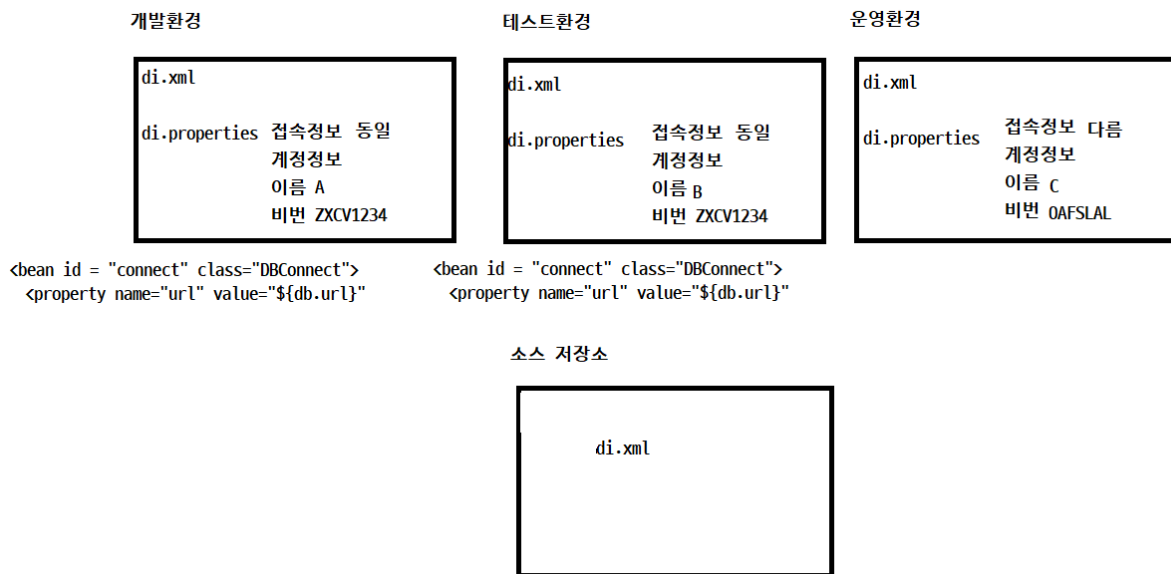 개발환경
di.xml
di.properties 접속정보 동일
계정정보
이름 A
비번 ZXCV1234
<bean id = "connect" class="DBConnect">
<property name="url" value="${db.url}"
테스트환경
di.xml
di.properties 접속정보 동일
계정정보
이름 B
비번 ZXCV1234
<bean id = "connect" class="DBConnect">
<property name="url" value="${db.url}"
운영환경
di.xml
di.properties 접속정보 다름
계정정보
이름 C
비번 OAFSLAL
소스 저장소
di.xml